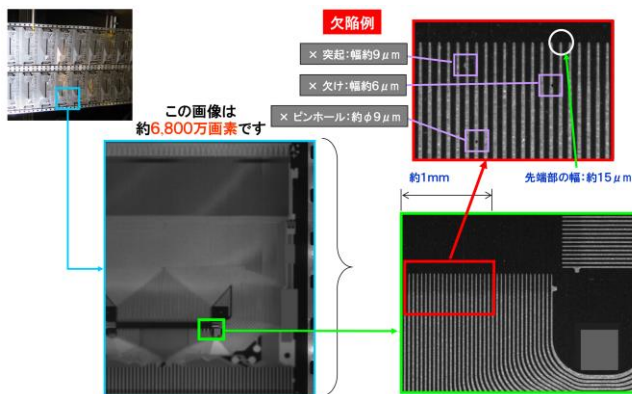 欠陥例
× 突起:幅約9μm
× 欠け:幅約6μm
× ピンホール:約φ9μm
この画像は
約6,800万画素です
約1mm
先端部の幅:約15μm